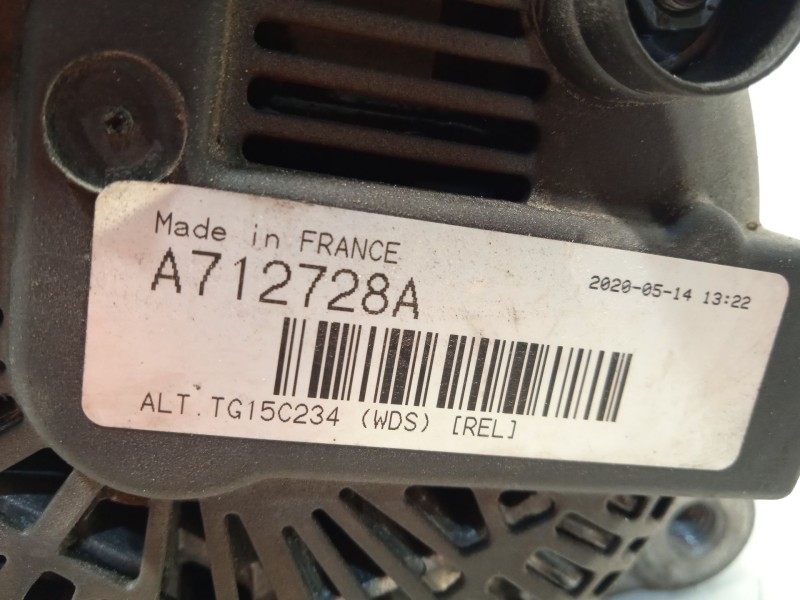 Made in FRANCE
A712728A
2020-05-14 13:22
ALT.TG15C234 (WDS) [REL]